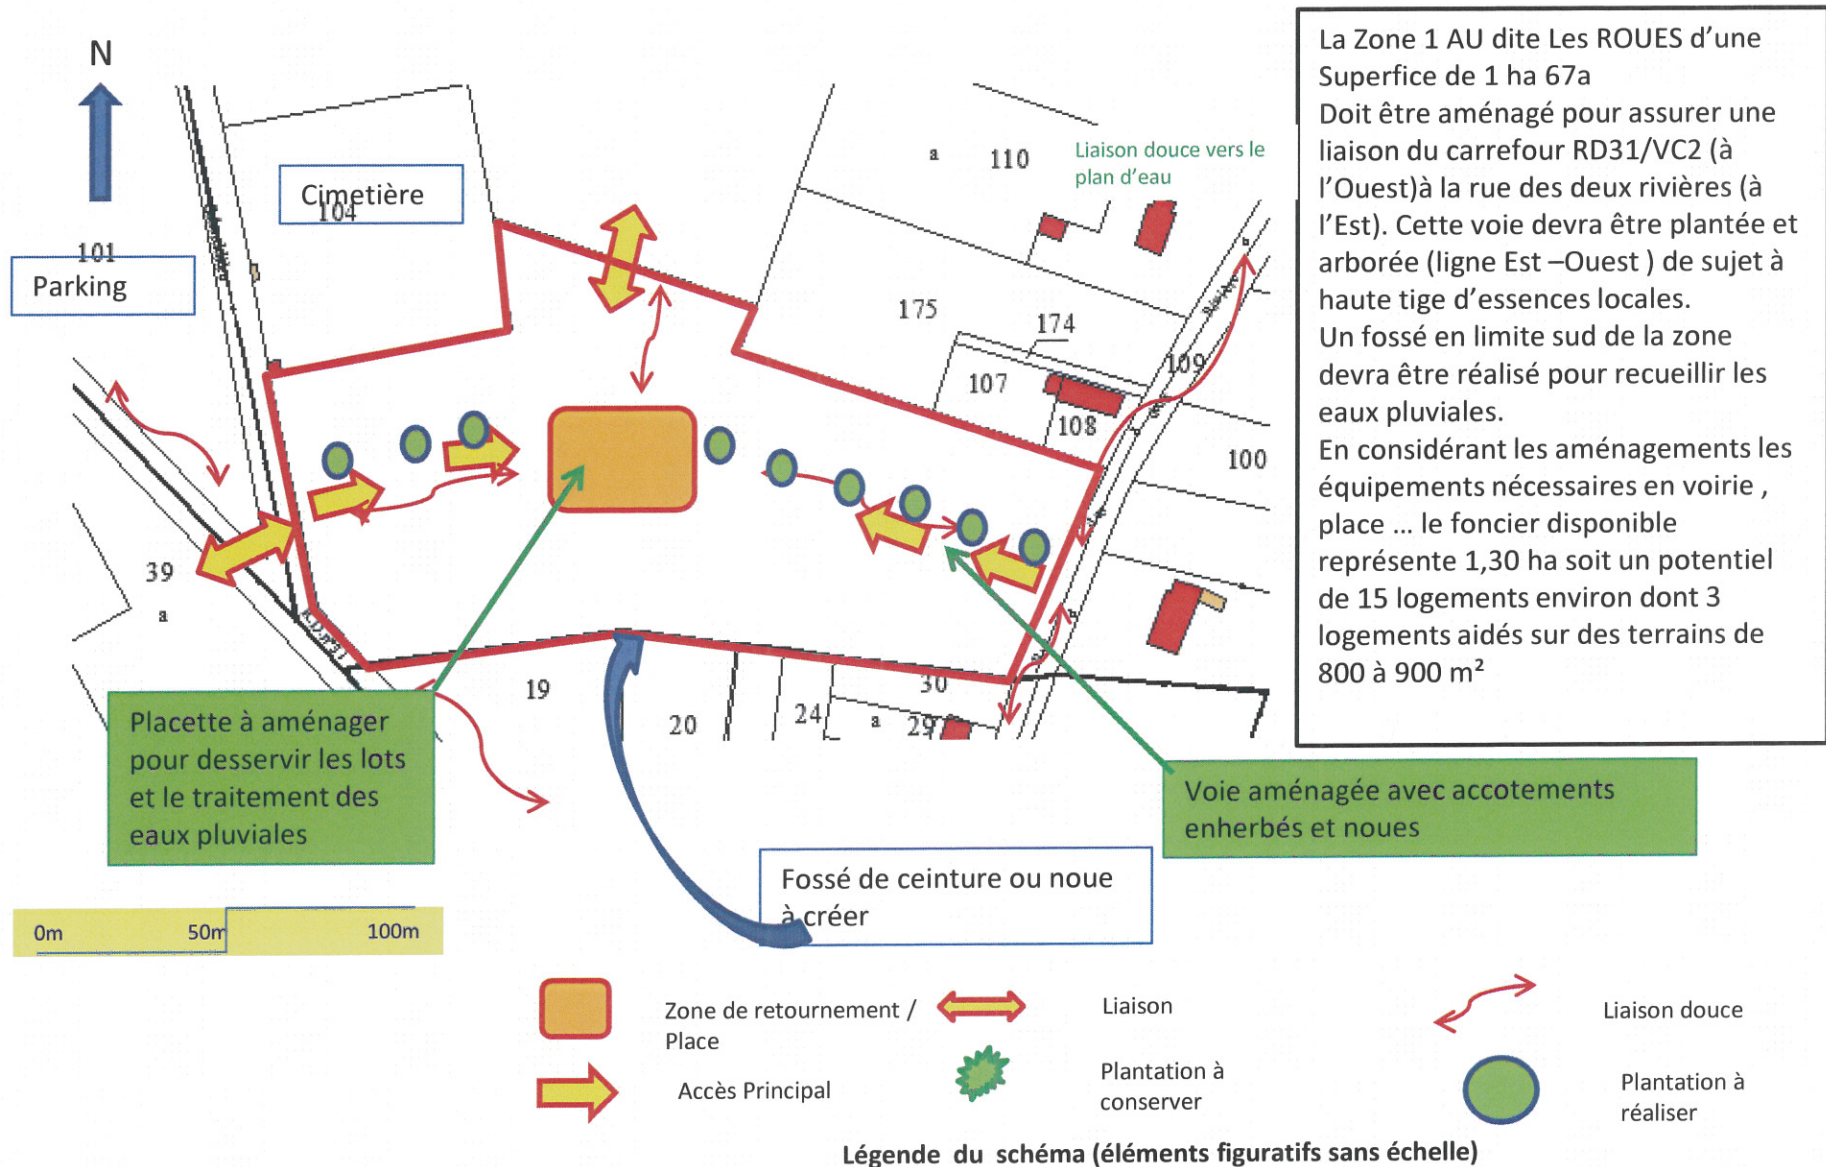 N
La Zone 1 AU dite Les ROUES d’une
Superfice de 1 ha 67a
Doit être aménagé pour assurer une
liaison du carrefour RD31/VC2 (à
l’Ouest)à la rue des deux rivières (à
l’Est). Cette voie devra être plantée et
arborée (ligne Est –Ouest ) de sujet à
haute tige d’essences locales.
Un fossé en limite sud de la zone
devra être réalisé pour recueillir les
eaux pluviales.
En considérant les aménagements les
équipements nécessaires en voirie ,
place ... le foncier disponible
représente 1,30 ha soit un potentiel
de 15 logements environ dont 3
logements aidés sur des terrains de
800 à 900 m²
Liaison douce vers le
plan d’eau
a 110
Cimetière
104
101
Parking
175
174
109
107
108
100
39
a
R.D.n°31
19
20
24
a
29
30
Placette à aménager
pour desservir les lots
et le traitement des
eaux pluviales
Voie aménagée avec accotements
enherbés et noues
Fossé de ceinture ou noue
à créer
0m 50m 100m
Zone de retournement /
Place
Liaison
Liaison douce
Accès Principal
Plantation à
conserver
Plantation à
réaliser
Légende du schéma (éléments figuratifs sans échelle)